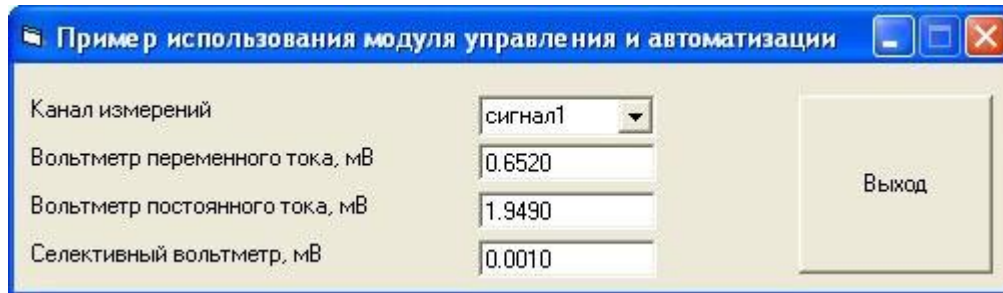 Пример использования модуля управления и автоматизации
Канал измерений сигнал1
Вольтметр переменного тока, мВ 0.6520
Вольтметр постоянного тока, мВ 1.9490
Селективный вольтметр, мВ 0.0010
Выход